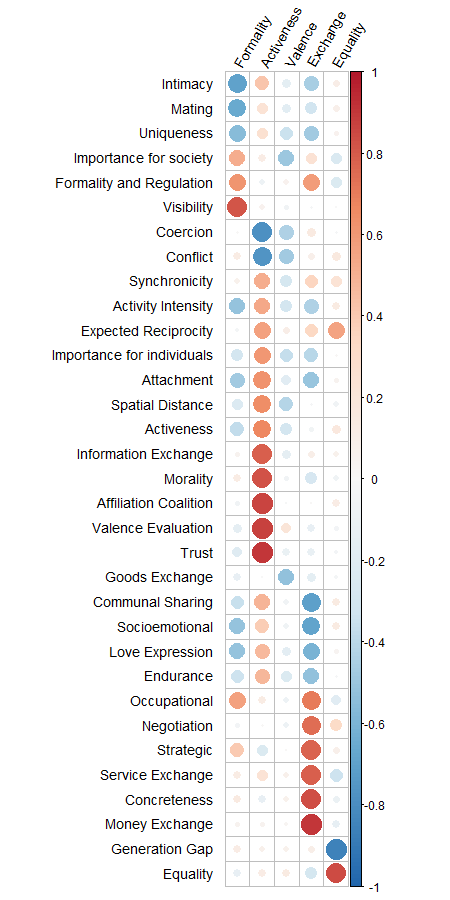 Formality Activeness Valence Exchange Equality
Intimacy
Mating
Uniqueness
Importance for society
Formality and Regulation
Visibility
Coercion
Conflict
Synchronicity
Activity Intensity
Expected Reciprocity
Importance for individuals
Attachment
Spatial Distance
Activeness
Information Exchange
Morality
Affiliation Coalition
Valence Evaluation
Trust
Goods Exchange
Communal Sharing
Socioemotional
Love Expression
Endurance
Occupational
Negotiation
Strategic
Service Exchange
Concreteness
Money Exchange
Generation Gap
Equality
1
0.8
0.6
0.4
0.2
0
-0.2
-0.4
-0.6
-0.8
-1